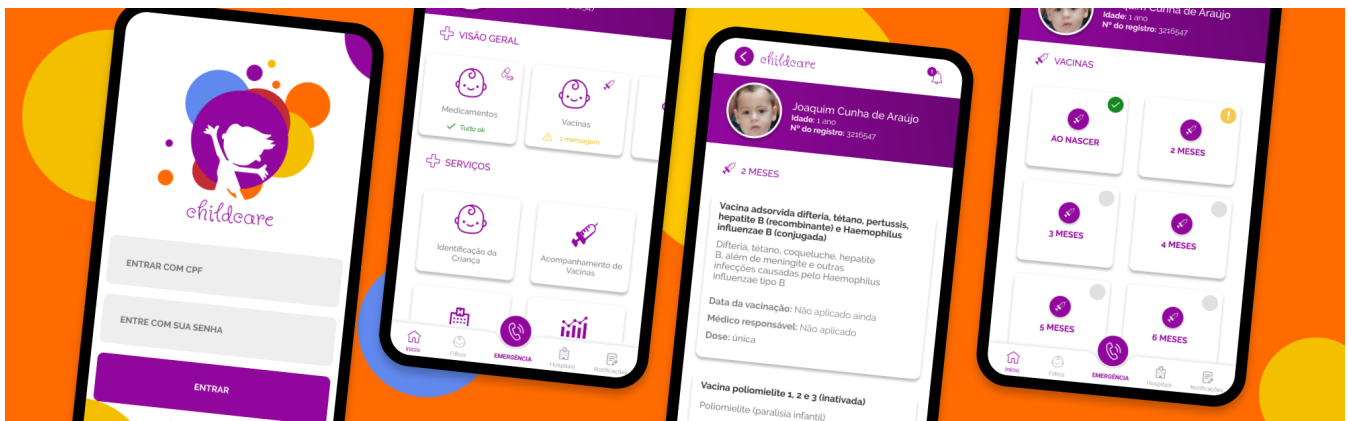 childcare
ENTRAR COM CPF
ENTRE COM SUA SENHA
ENTRAR
VISÃO GERAL
Medicamentos
Tudo ok
Vacinas
1 mensagem
SERVIÇOS
Identificação da
Criança
Acompanhamento de
Vacinas
Início
Filhos
EMERGÊNCIA
Hospitais
Notificações
childcare
1
Joaquim Cunha de Araújo
Idade: 1 ano
Nº do registro: 3216547
2 MESES
Vacina adsorvida difteria, tétano, pertussis,
hepatite B (recombinante) e Haemophilus
influenzae B (conjugada)
Difteria, tétano, coqueluche, hepatite
B, além de meningite e outras
infecções causadas pelo Haemophilus
influenzae tipo B
Data da vacinação: Não aplicado ainda
Médico responsável: Não aplicado
Dose: única
Vacina poliomielite 1, 2 e 3 (inativada)
Poliomielite (paralisia infantil)
Cunha de Araújo
Idade: 1 ano
Nº do registro: 3216547
VACINAS
AO NASCER
2 MESES
3 MESES
4 MESES
5 MESES
6 MESES
Início
Filhos
EMERGÊNCIA
Hospitais
Notificações